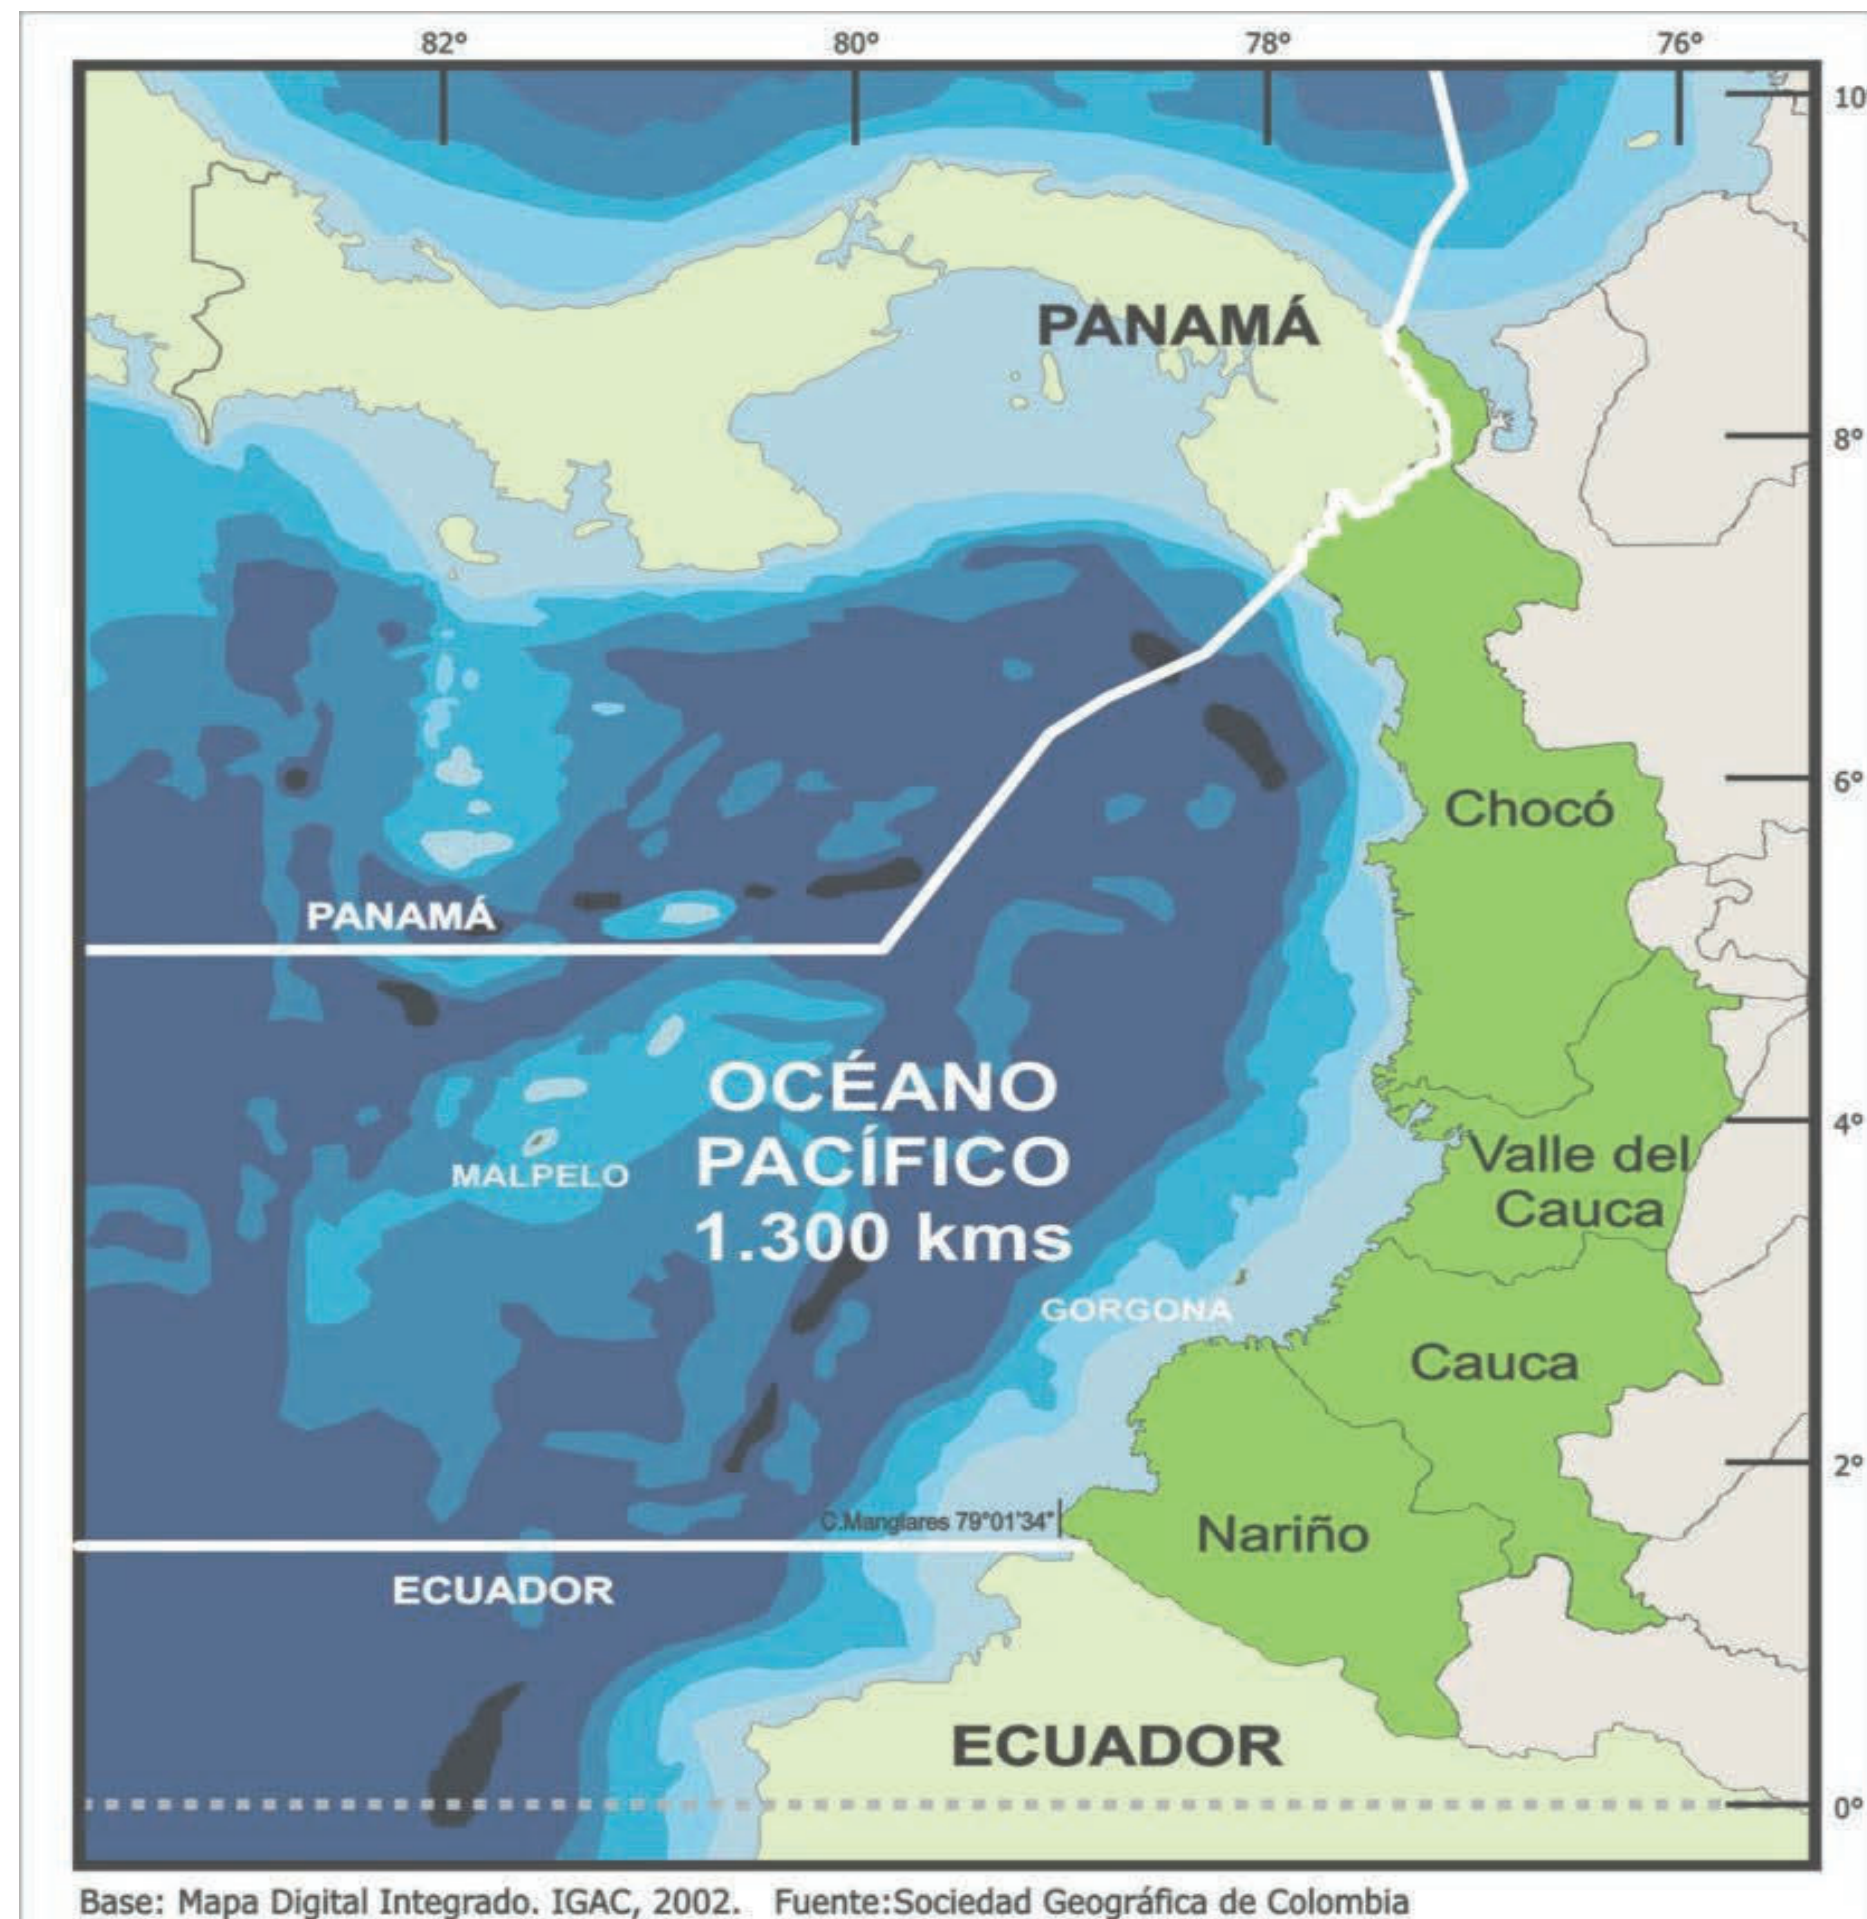 82° 80° 78° 76°
10°
PANAMÁ
8°
6°
Chocó
PANAMÁ
OCÉANO
PACÍFICO
1.300 kms
4°
MALPELO
Valle del
Cauca
GORGONA
Cauca
2°
C.Manglares 79°01'34"
Nariño
ECUADOR
ECUADOR
0°
Base: Mapa Digital Integrado. IGAC, 2002. Fuente:Sociedad Geográfica de Colombia